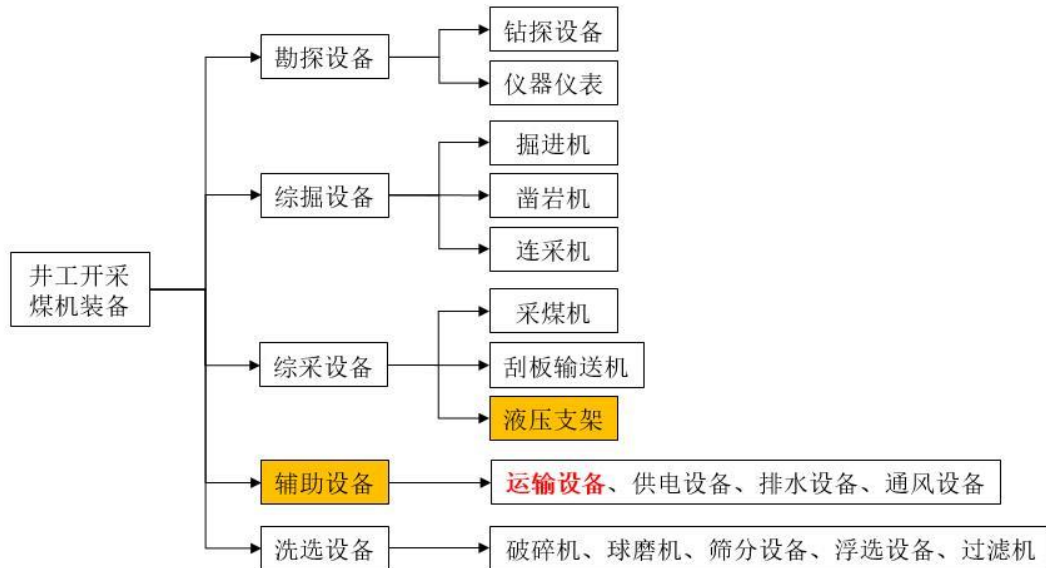 钻探设备
勘探设备
仪器仪表
掘进机
综掘设备
凿岩机
连采机
井工开采
煤机装备
采煤机
综采设备
刮板输送机
液压支架
辅助设备
运输设备、供电设备、排水设备、通风设备
洗选设备
破碎机、球磨机、筛分设备、浮选设备、过滤机